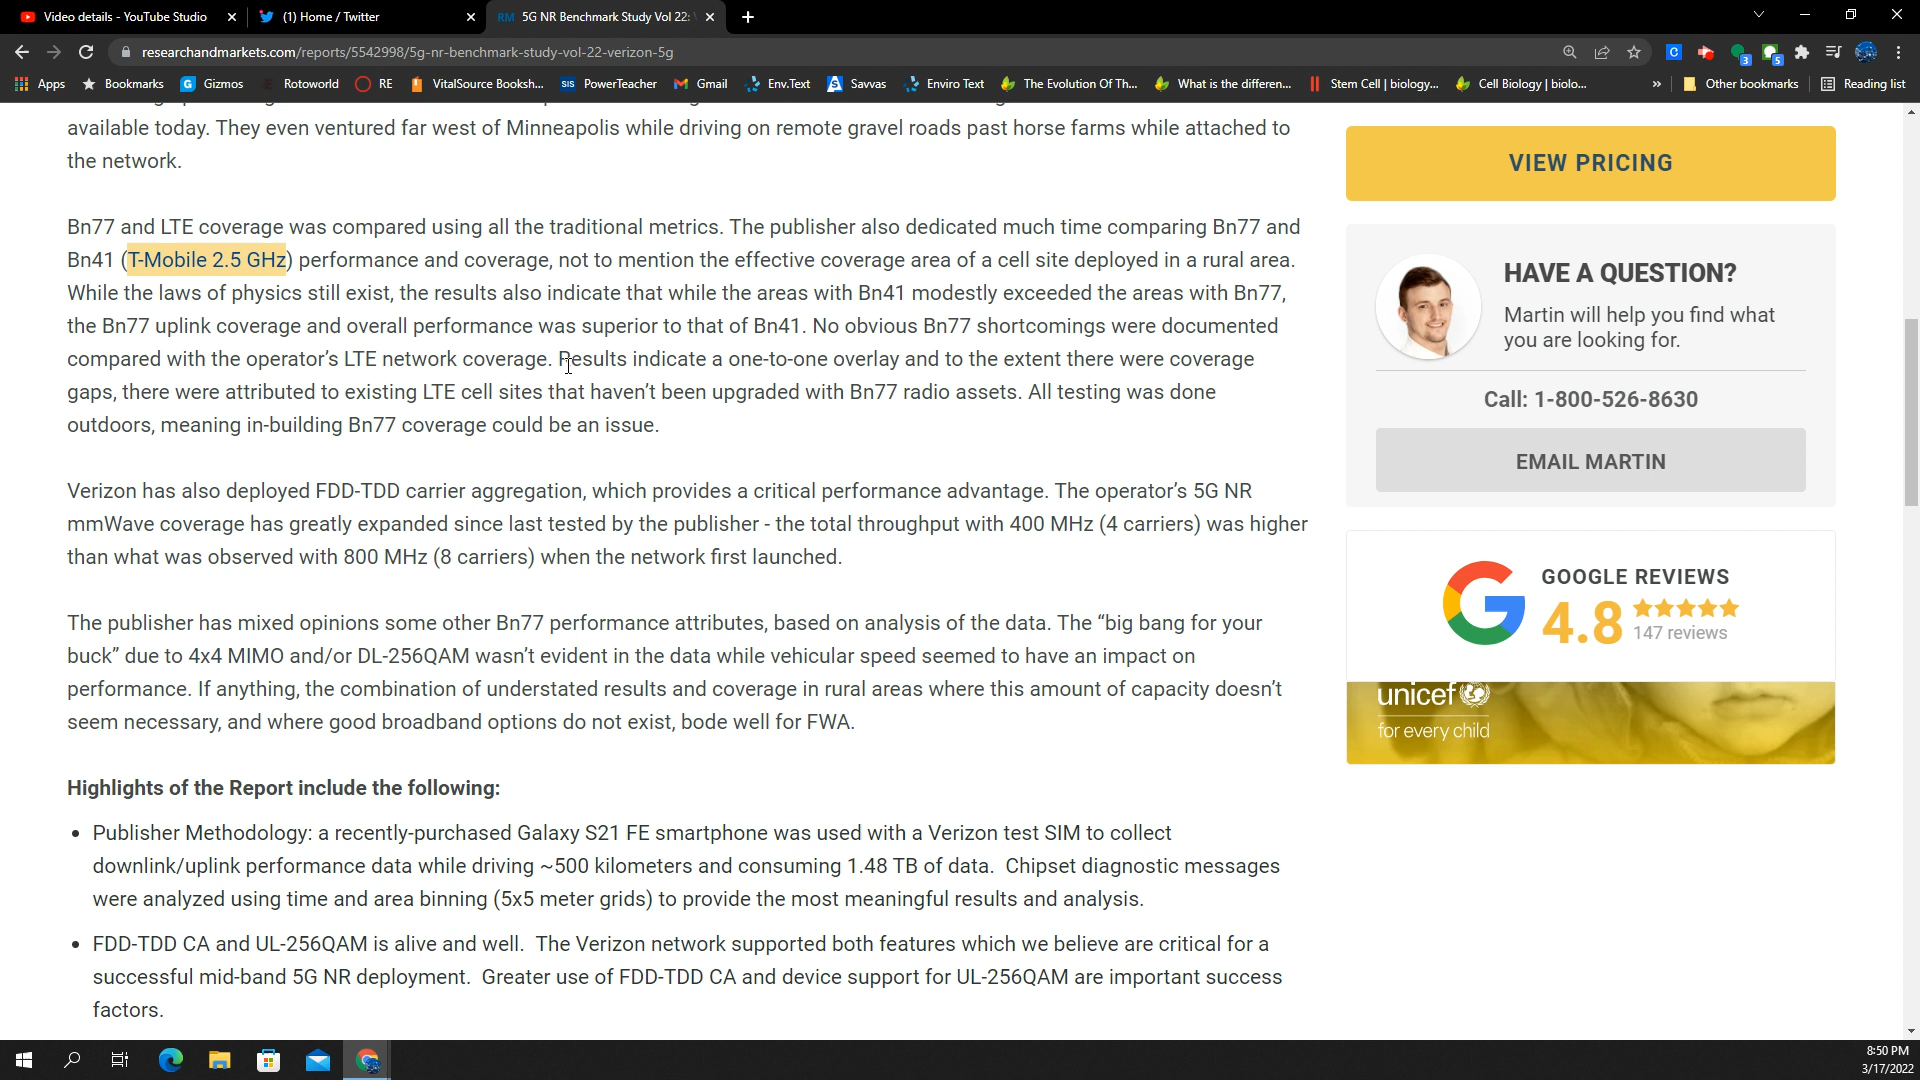 Video details - YouTube Studio
(1) Home / Twitter
RM 5G NR Benchmark Study Vol 22:
researchandmarkets.com/reports/5542998/5g-nr-benchmark-study-vol-22-verizon-5g
3
5
Apps
Bookmarks
Gizmos
Rotoworld
RE
VitalSource Booksh...
SIS PowerTeacher
Gmail
Env.Text
Savvas
Enviro Text
The Evolution Of Th...
What is the differen...
Stem Cell | biology...
Cell Biology | biolo...
»
Other bookmarks
Reading list
available today. They even ventured far west of Minneapolis while driving on remote gravel roads past horse farms while attached to
the network.
Bn77 and LTE coverage was compared using all the traditional metrics. The publisher also dedicated much time comparing Bn77 and
Bn41 (T-Mobile 2.5 GHz) performance and coverage, not to mention the effective coverage area of a cell site deployed in a rural area.
While the laws of physics still exist, the results also indicate that while the areas with Bn41 modestly exceeded the areas with Bn77,
the Bn77 uplink coverage and overall performance was superior to that of Bn41. No obvious Bn77 shortcomings were documented
compared with the operator’s LTE network coverage. Results indicate a one-to-one overlay and to the extent there were coverage
gaps, there were attributed to existing LTE cell sites that haven’t been upgraded with Bn77 radio assets. All testing was done
outdoors, meaning in-building Bn77 coverage could be an issue.
Verizon has also deployed FDD-TDD carrier aggregation, which provides a critical performance advantage. The operator’s 5G NR
mmWave coverage has greatly expanded since last tested by the publisher - the total throughput with 400 MHz (4 carriers) was higher
than what was observed with 800 MHz (8 carriers) when the network first launched.
The publisher has mixed opinions some other Bn77 performance attributes, based on analysis of the data. The “big bang for your
buck” due to 4x4 MIMO and/or DL-256QAM wasn’t evident in the data while vehicular speed seemed to have an impact on
performance. If anything, the combination of understated results and coverage in rural areas where this amount of capacity doesn’t
seem necessary, and where good broadband options do not exist, bode well for FWA.
Highlights of the Report include the following:
• Publisher Methodology: a recently-purchased Galaxy S21 FE smartphone was used with a Verizon test SIM to collect
downlink/uplink performance data while driving ~500 kilometers and consuming 1.48 TB of data.  Chipset diagnostic messages
were analyzed using time and area binning (5x5 meter grids) to provide the most meaningful results and analysis.
• FDD-TDD CA and UL-256QAM is alive and well.  The Verizon network supported both features which we believe are critical for a
successful mid-band 5G NR deployment.  Greater use of FDD-TDD CA and device support for UL-256QAM are important success
factors.
VIEW PRICING
HAVE A QUESTION?
Martin will help you find what
you are looking for.
Call: 1-800-526-8630
EMAIL MARTIN
GOOGLE REVIEWS
4.8
147 reviews
unicef
for every child
8:50 PM
3/17/2022